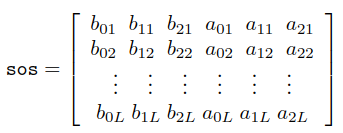 sos = [ b₀₁ b₁₁ b₂₁ a₀₁ a₁₁ a₂₁
b₀₂ b₁₂ b₂₂ a₀₂ a₁₂ a₂₂
⋮ ⋮ ⋮ ⋮ ⋮ ⋮
b₀L b₁L b₂L a₀L a₁L a₂L ]